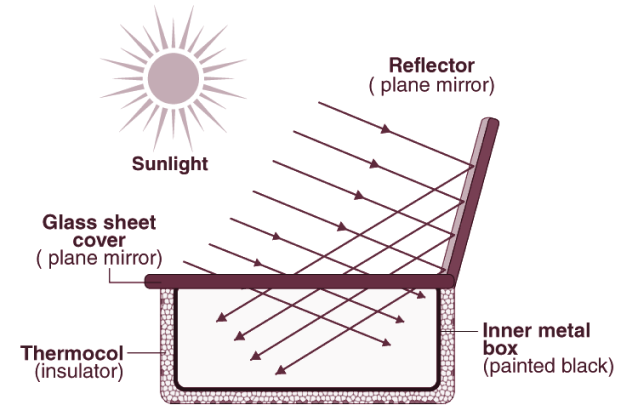 Reflector
( plane mirror)
Sunlight
Glass sheet
cover
( plane mirror)
Thermocol
(insulator)
Inner metal
box
(painted black)